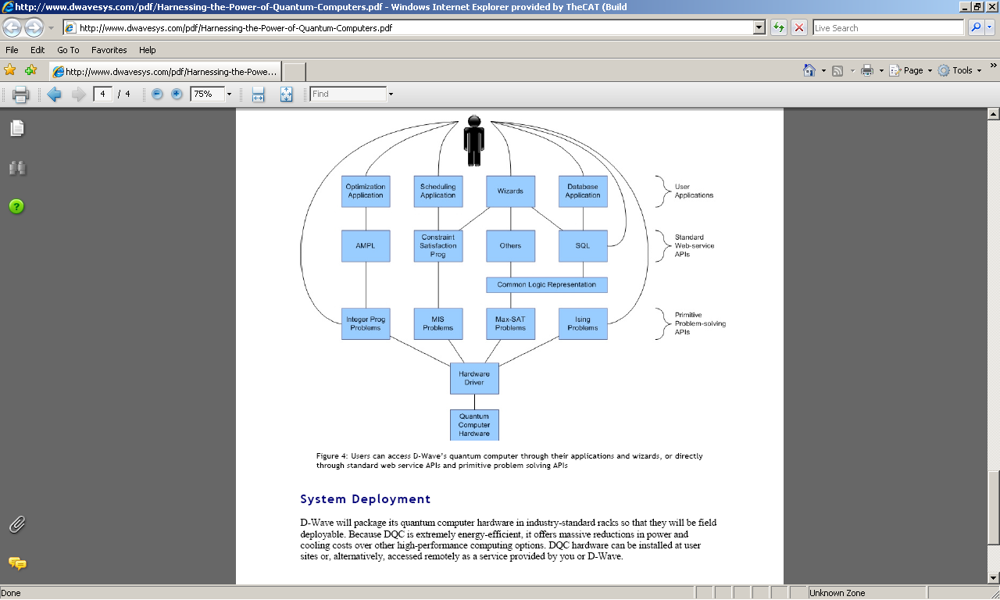 http://www.dwavesys.com/pdf/Harnessing-the-Power-of-Quantum-Computers.pdf - Windows Internet Explorer provided by TheCAT (Build
http://www.dwavesys.com/pdf/Harnessing-the-Power-of-Quantum-Computers.pdf
Live Search
File Edit Go To Favorites Help
http://www.dwavesys.com/pdf/Harnessing-the-Powe...
Page Tools »
4 / 4 75% Find
Optimization
Application
Scheduling
Application
Wizards
Database
Application
User
Applications
AMPL
Constraint
Satisfaction
Prog
Others
SQL
Standard
Web-service
APIs
Common Logic Representation
Integer Prog
Problems
MIS
Problems
Max-SAT
Problems
Ising
Problems
Primitive
Problem-solving
APIs
Hardware
Driver
Quantum
Computer
Hardware
Figure 4: Users can access D-Wave's quantum computer through their applications and wizards, or directly
through standard web service APIs and primitive problem solving APIs
System Deployment
D-Wave will package its quantum computer hardware in industry-standard racks so that they will be field
deployable. Because DQC is extremely energy-efficient, it offers massive reductions in power and
cooling costs over other high-performance computing options. DQC hardware can be installed at user
sites or, alternatively, accessed remotely as a service provided by you or D-Wave.
Done
Unknown Zone